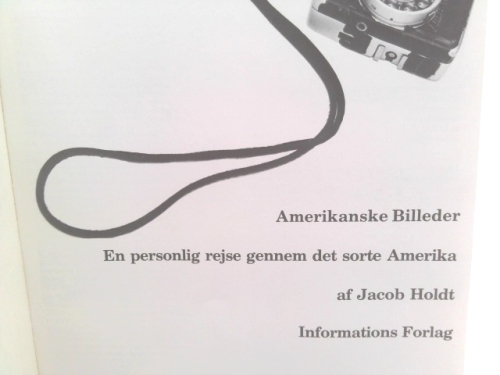 Amerikanske Billeder
En personlig rejse gennem det sorte Amerika
af Jacob Holdt
Informations Forlag